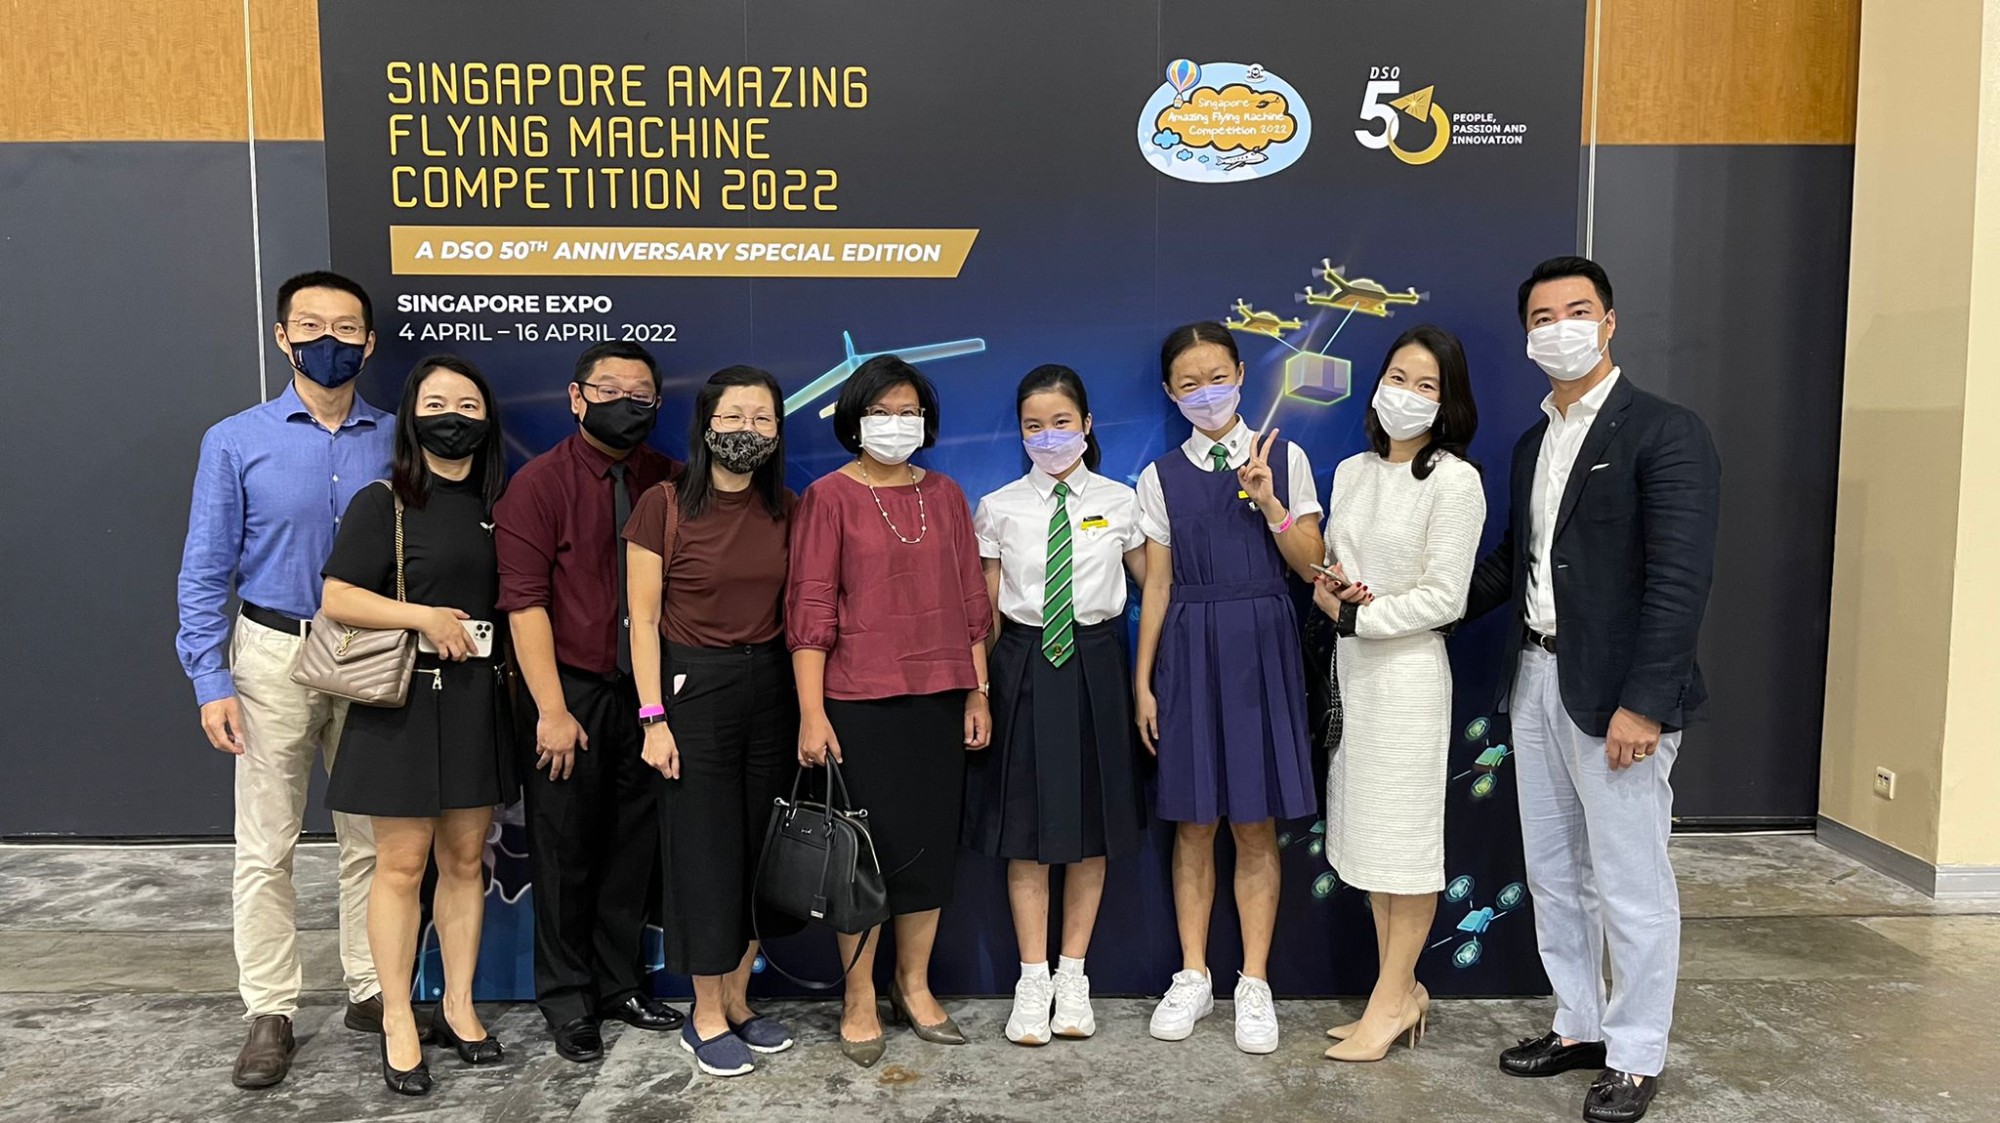 SINGAPORE AMAZING
FLYING MACHINE
COMPETITION 2022
A DSO 50TH ANNIVERSARY SPECIAL EDITION
SINGAPORE EXPO
4 APRIL – 16 APRIL 2022
Singapore
Amazing Flying Machine
Competition 2022
DSO
50
PEOPLE,
PASSION AND
INNOVATION